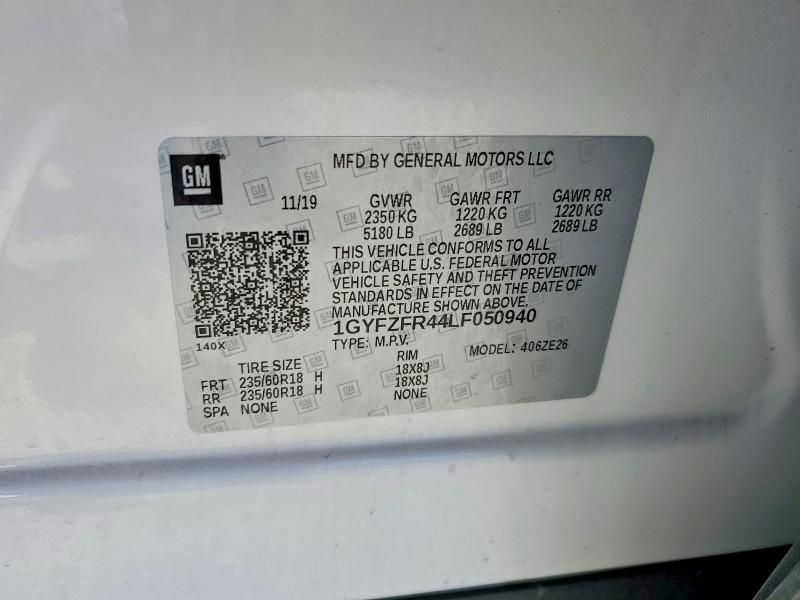 GM
MFD BY GENERAL MOTORS LLC
11/19 GVWR GAWR FRT GAWR RR
2350 KG 1220 KG 1220 KG
5180 LB 2689 LB 2689 LB
THIS VEHICLE CONFORMS TO ALL
APPLICABLE U.S. FEDERAL MOTOR
VEHICLE SAFETY AND THEFT PREVENTION
STANDARDS IN EFFECT ON THE DATE OF
MANUFACTURE SHOWN ABOVE.
1GYFZFR44LF050940
140X
TYPE: M.P.V. MODEL: 406ZE26
TIRE SIZE RIM
FRT 235/60R18 H 18X8J
RR 235/60R18 H 18X8J
SPA NONE NONE